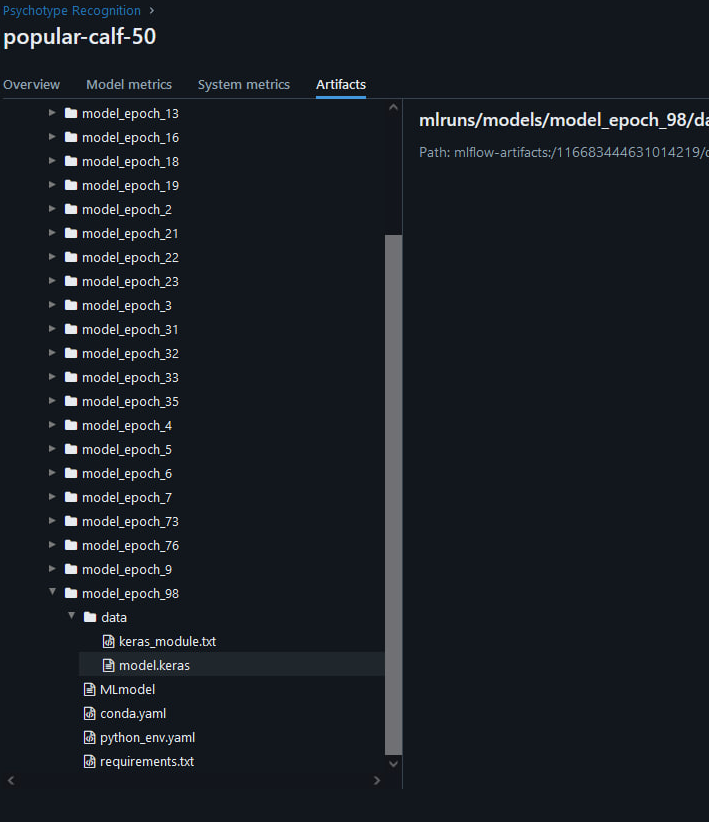 Psychotype Recognition >
popular-calf-50
Overview Model metrics System metrics Artifacts
model_epoch_13
model_epoch_16
model_epoch_18
model_epoch_19
model_epoch_2
model_epoch_21
model_epoch_22
model_epoch_23
model_epoch_3
model_epoch_31
model_epoch_32
model_epoch_33
model_epoch_35
model_epoch_4
model_epoch_5
model_epoch_6
model_epoch_7
model_epoch_73
model_epoch_76
model_epoch_9
model_epoch_98
data
keras_module.txt
model.keras
MLmodel
conda.yaml
python_env.yaml
requirements.txt
mlruns/models/model_epoch_98/da
Path: mlflow-artifacts:/116683444631014219/